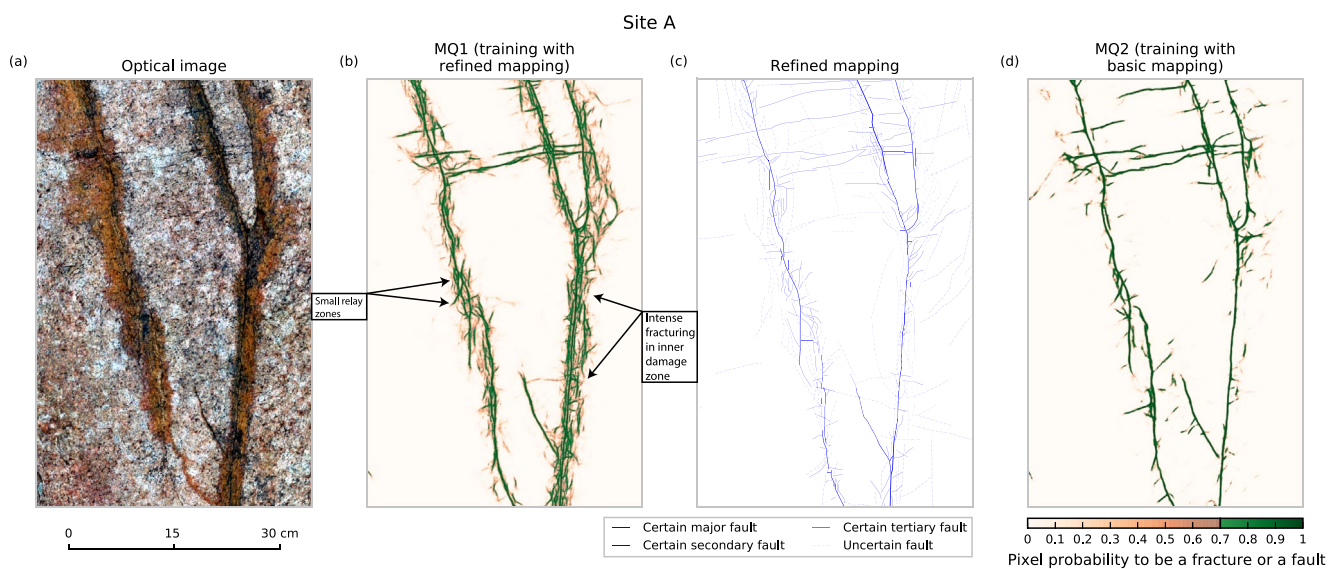 Site A
(a)
Optical image
(b)
MQ1 (training with
refined mapping)
(c)
Refined mapping
(d)
MQ2 (training with
basic mapping)
Small relay
zones
Intense
fracturing
in inner
damage
zone
0 15 30 cm
Certain major fault
Certain secondary fault
Certain tertiary fault
Uncertain fault
0 0.1 0.2 0.3 0.4 0.5 0.6 0.7 0.8 0.9 1
Pixel probability to be a fracture or a fault